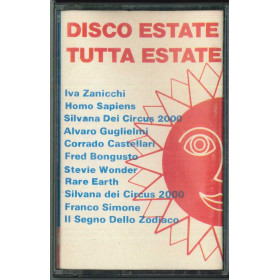 DISCO ESTATE
TUTTA ESTATE
Iva Zanicchi
Homo Sapiens
Silvana Dei Circus 2000
Alvaro Guglielmi
Corrado Castellari
Fred Bongusto
Stevie Wonder
Rare Earth
Silvana dei Circus 2000
Franco Simone
Il Segno Dello Zodiaco